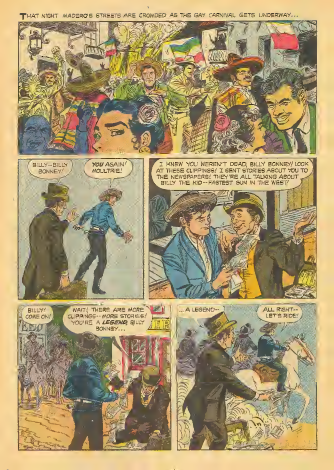 THAT NIGHT MADERO'S STREETS ARE CROWDED AS THE GAY CARNIVAL GETS UNDERWAY...
BILLY--BILLY
BONNEY!
YOU AGAIN!
MOULTRIE!
I KNEW YOU WEREN'T DEAD, BILLY BONNEY! LOOK
AT THESE CLIPPINGS! I SENT STORIES ABOUT YOU TO
THE NEWSPAPERS! THEY'RE ALL TALKING ABOUT
BILLY THE KID--FASTEST GUN IN THE WEST!
BILLY!
COME ON!
WAIT! THERE ARE MORE
CLIPPINGS--MORE STORIES!
YOU'RE A LEGEND, BILLY
BONNEY...
...A LEGEND--
ALL RIGHT--
LET'S RIDE!